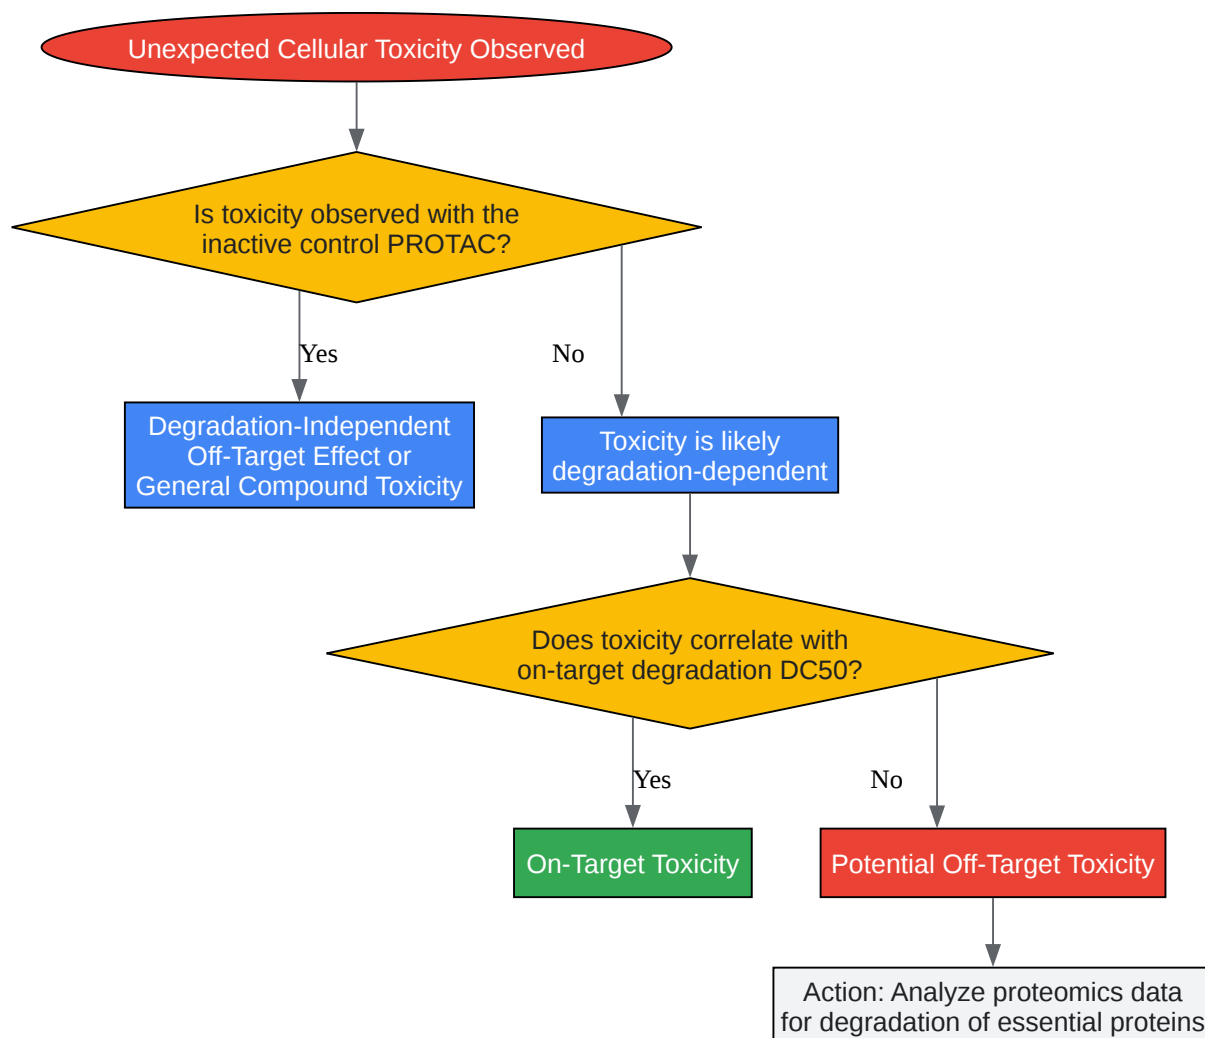 Unexpected Cellular Toxicity Observed
Is toxicity observed with the
inactive control PROTAC?
Yes
No
Degradation-Independent
Off-Target Effect or
General Compound Toxicity
Toxicity is likely
degradation-dependent
Does toxicity correlate with
on-target degradation DC50?
Yes
No
On-Target Toxicity
Potential Off-Target Toxicity
Action: Analyze proteomics data
for degradation of essential proteins